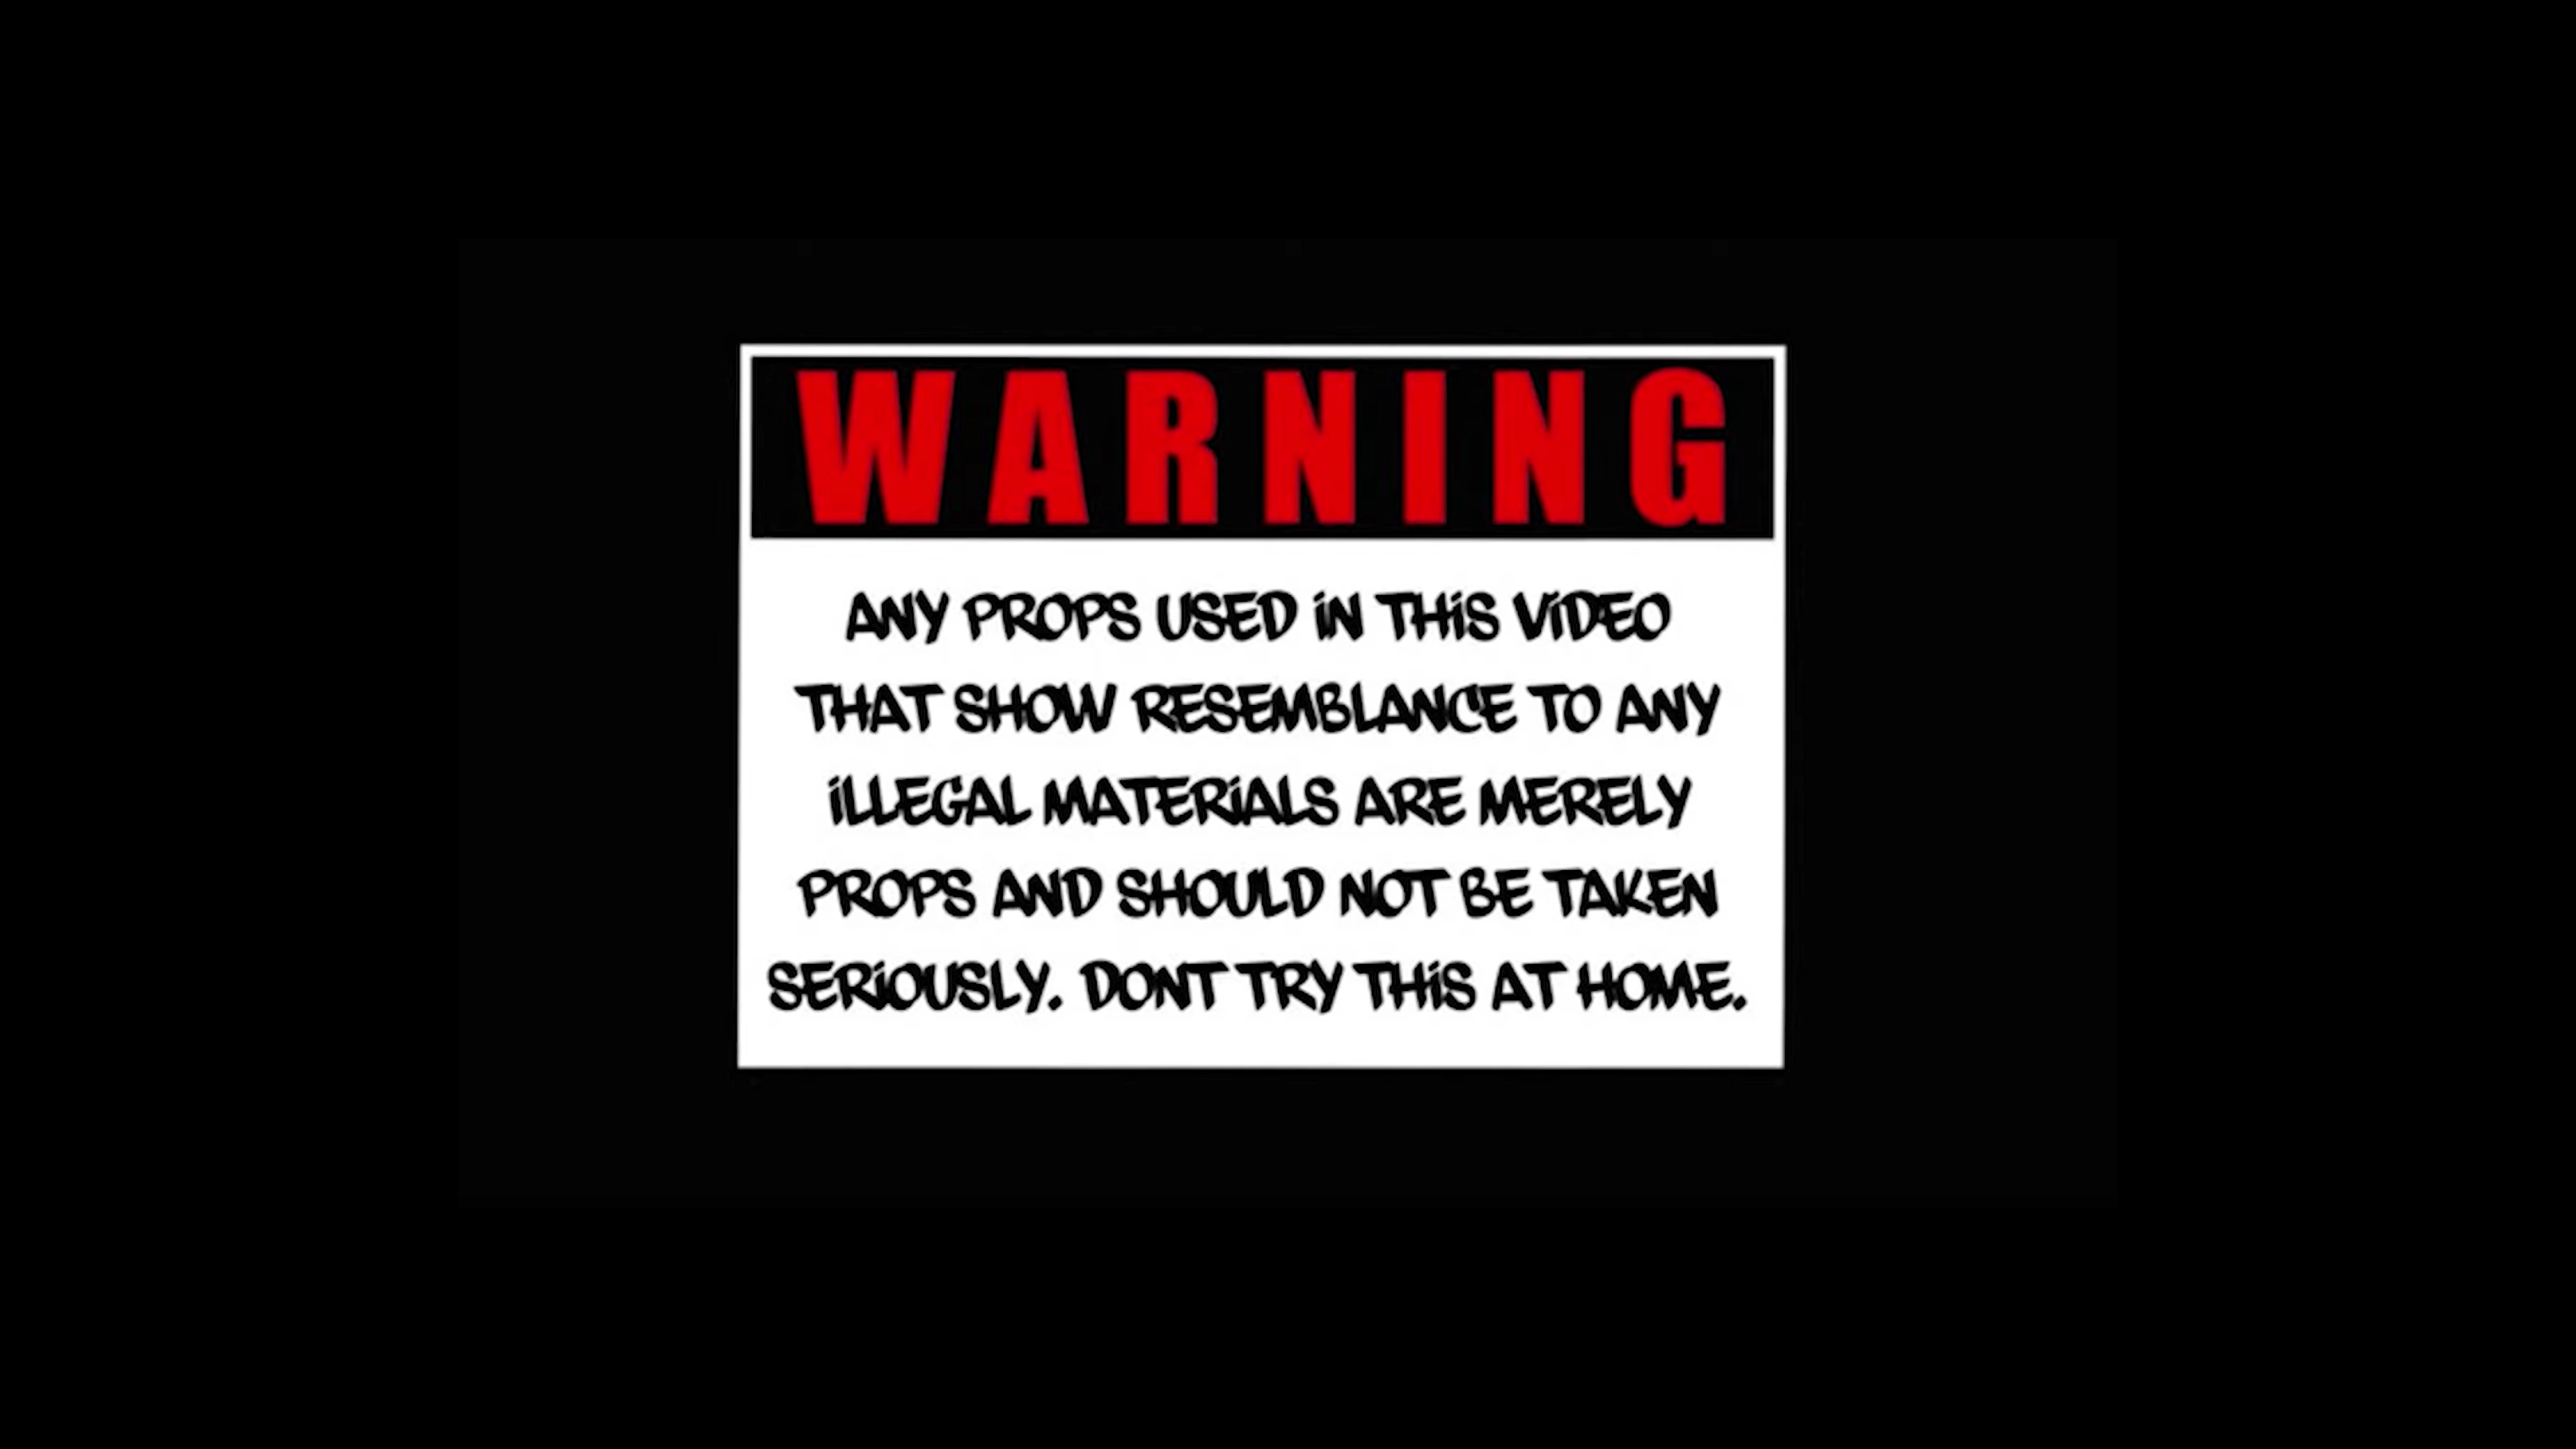 WARNING
ANY PROPS USED iN THiS ViDEO
THAT SHOW RESEMBLANCE TO ANY
iLLEGAL MATERiALS ARE MERELY
PROPS AND SHOULD NOT BE TAKEN
SERiOUSLY. DONT TRY THiS AT HOME.